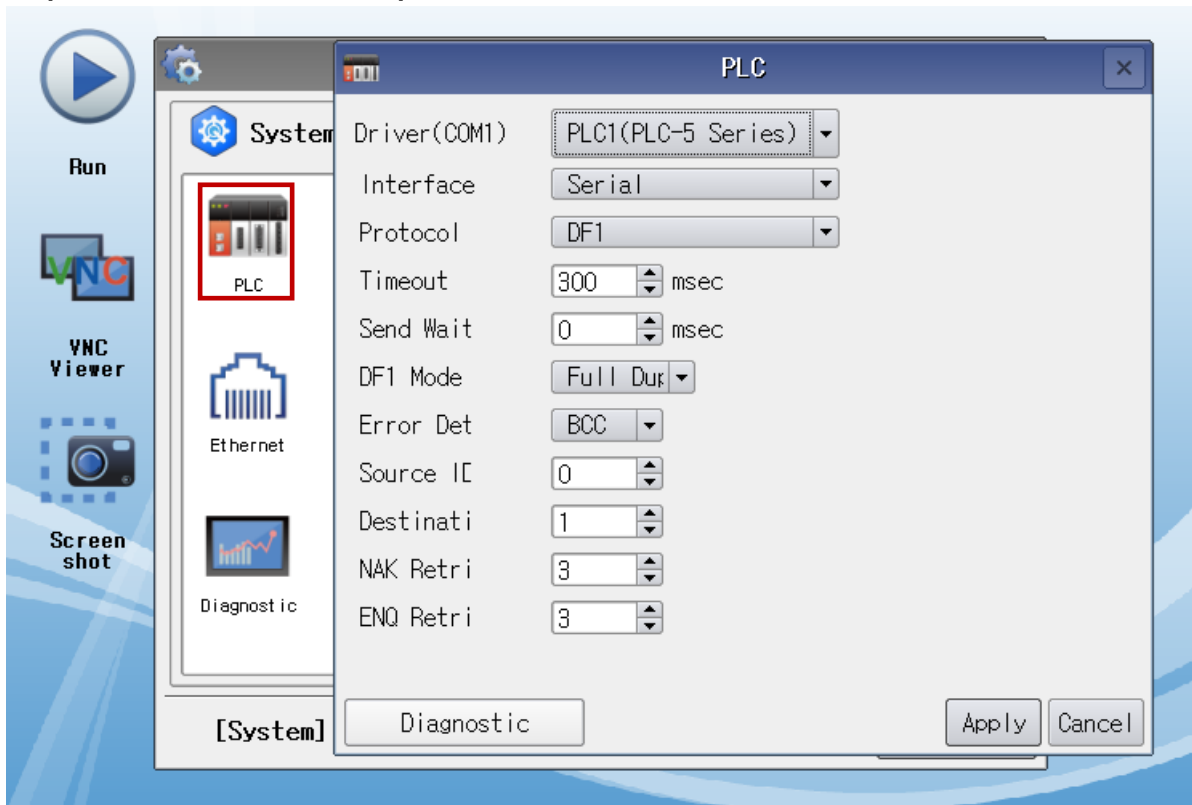 Run
VNC
Viewer
Screen
shot
System
PLC
Ethernet
Diagnostic
[System]
PLC
Driver(COM1) PLC1(PLC-5 Series)
Interface Serial
Protocol DF1
Timeout 300 msec
Send Wait 0 msec
DF1 Mode Full
Error Det BCC
Source 0
Destinati 1
NAK Retri 3
ENQ Retri 3
Diagnostic Apply Cancel